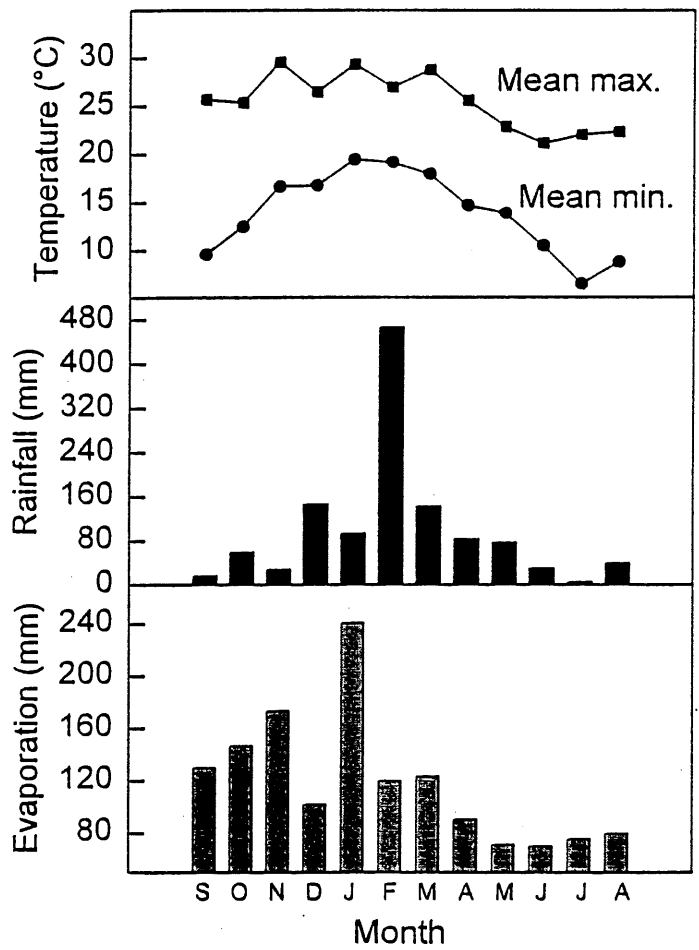 Temperature (°C)
30
25
20
15
10
Mean max.
Mean min.
Rainfall (mm)
480
400
320
240
160
80
0
Evaporation (mm)
240
200
160
120
80
S O N D J F M A M J J A
Month